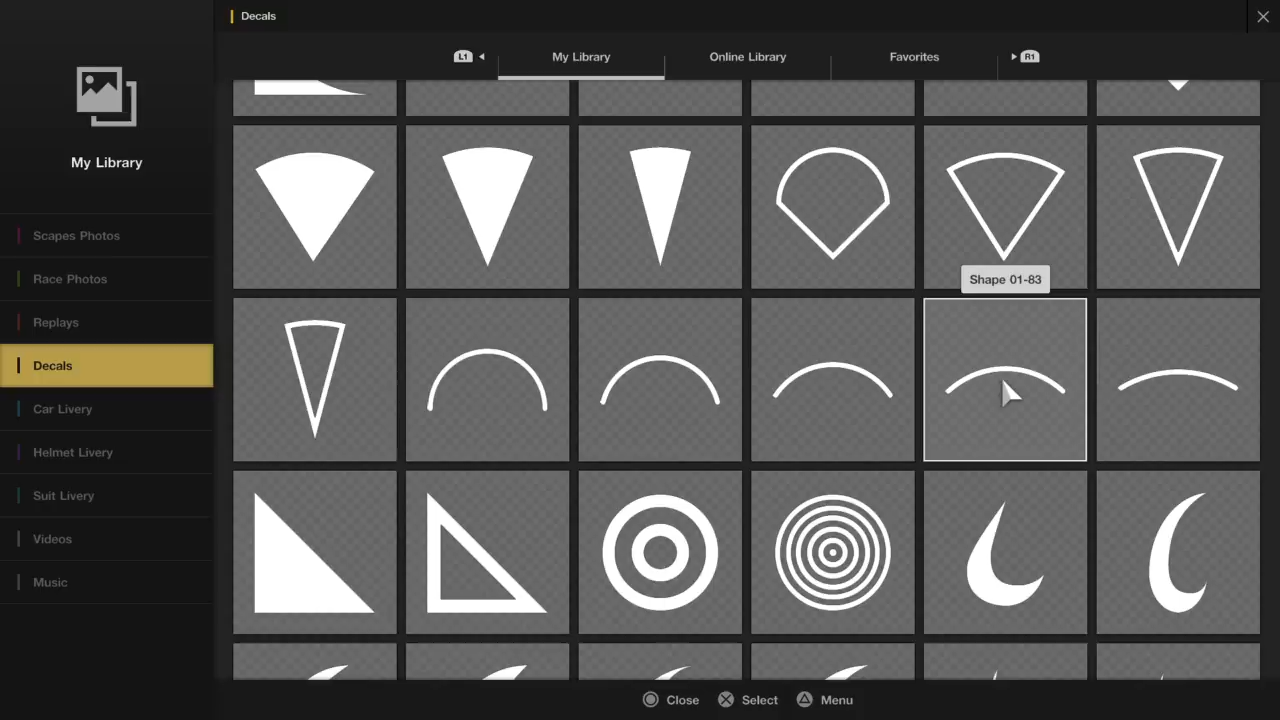 Decals
L1
My Library
Online Library
Favorites
R1
My Library
Scapes Photos
Race Photos
Replays
Decals
Car Livery
Helmet Livery
Suit Livery
Videos
Music
Shape 01-83
Close
Select
Menu